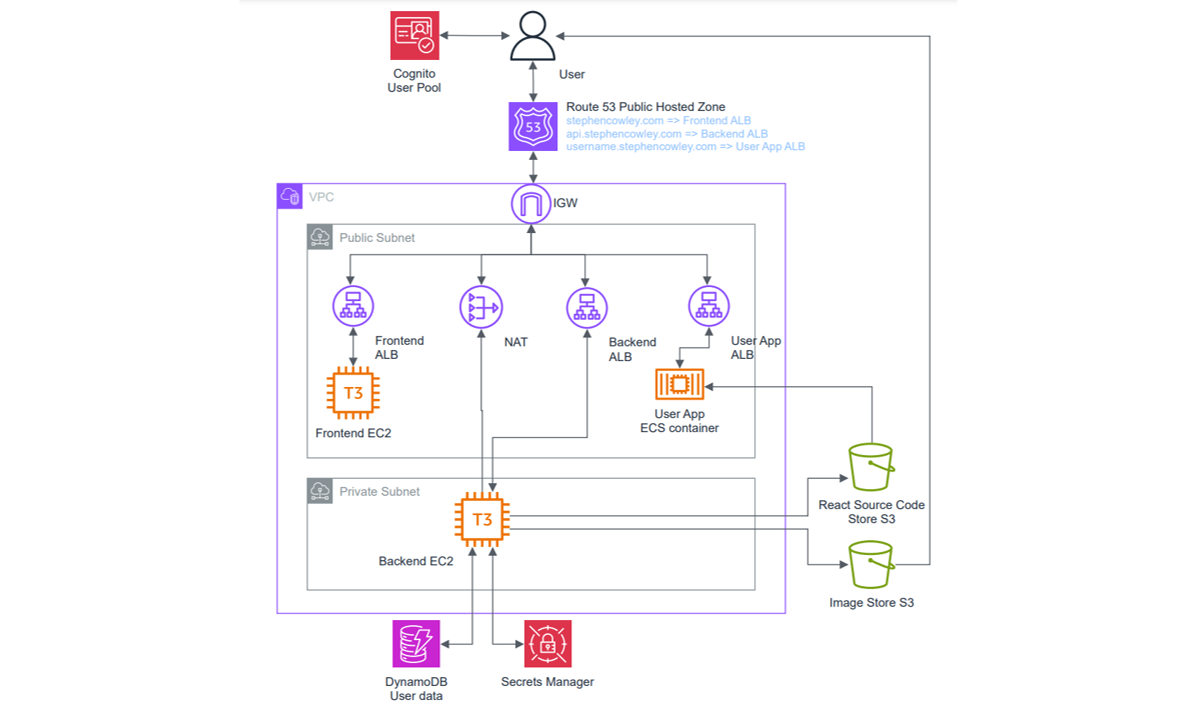 Cognito
User Pool
User
Route 53 Public Hosted Zone
stephencowley.com => Frontend ALB
api.stephencowley.com => Backend ALB
username.stephencowley.com => User App ALB
53
VPC
IGW
Public Subnet
Frontend
ALB
NAT
Backend
ALB
User App
ALB
T3
Frontend EC2
User App
ECS container
React Source Code
Store S3
Private Subnet
T3
Backend EC2
Image Store S3
DynamoDB
User data
Secrets Manager